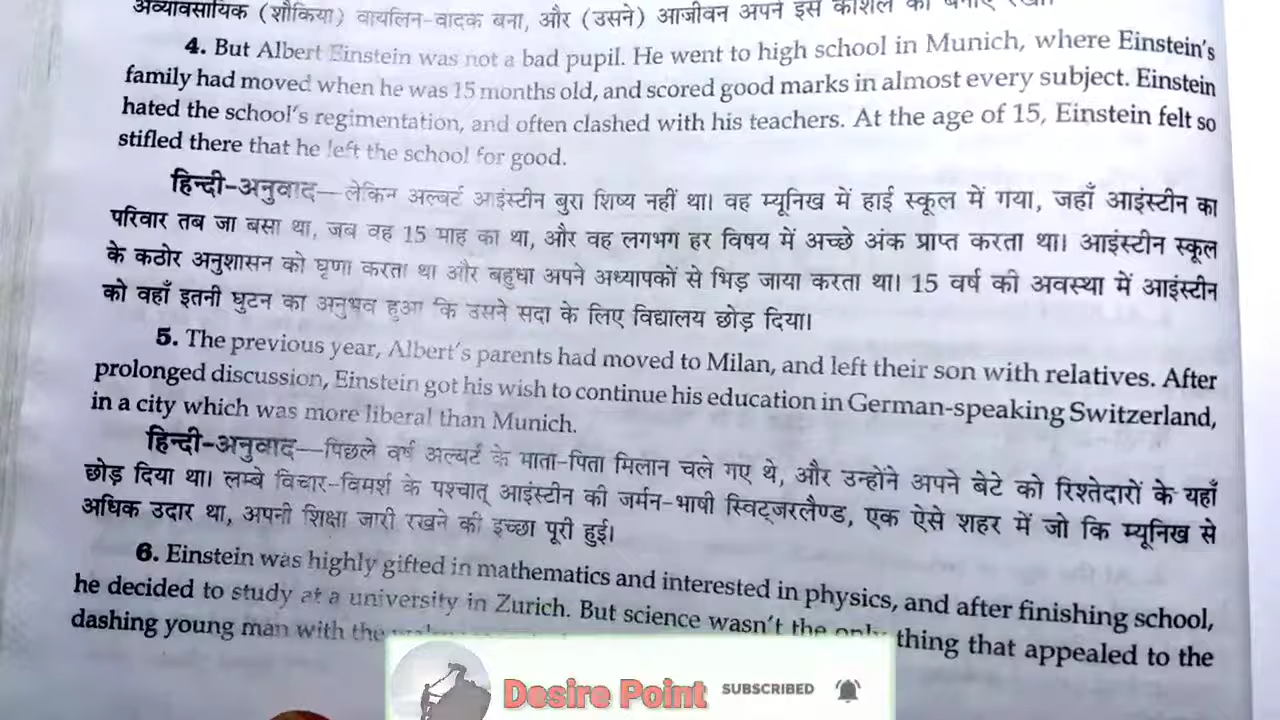 अव्यावसायिक (शौकिया) वायलिन-वादक बना, और (उसने) आजीवन अपने इस कौशल को बनाए रखा।
4. But Albert Einstein was not a bad pupil. He went to high school in Munich, where Einstein's
family had moved when he was 15 months old, and scored good marks in almost every subject. Einstein
hated the school's regimentation, and often clashed with his teachers. At the age of 15, Einstein felt so
stifled there that he left the school for good.
हिन्दी-अनुवाद— लेकिन अल्बर्ट आइंस्टीन बुरा शिष्य नहीं था। वह म्यूनिख में हाई स्कूल में गया, जहाँ आइंस्टीन का
परिवार तब जा बसा था, जब वह 15 माह का था, और वह लगभग हर विषय में अच्छे अंक प्राप्त करता था। आइंस्टीन स्कूल
के कठोर अनुशासन को घृणा करता था और बहुधा अपने अध्यापकों से भिड़ जाया करता था। 15 वर्ष की अवस्था में आइंस्टीन
को वहाँ इतनी घुटन का अनुभव हुआ कि उसने सदा के लिए विद्यालय छोड़ दिया।
5. The previous year, Albert's parents had moved to Milan, and left their son with relatives. After
prolonged discussion, Einstein got his wish to continue his education in German-speaking Switzerland,
in a city which was more liberal than Munich.
हिन्दी-अनुवाद—पिछले वर्ष अल्बर्ट के माता-पिता मिलान चले गए थे, और उन्होंने अपने बेटे को रिश्तेदारों के यहाँ
छोड़ दिया था। लम्बे विचार-विमर्श के पश्चात् आइंस्टीन की जर्मन-भाषी स्विट्जरलैण्ड, एक ऐसे शहर में जो कि म्यूनिख से
अधिक उदार था, अपनी शिक्षा जारी रखने की इच्छा पूरी हुई।
6. Einstein was highly gifted in mathematics and interested in physics, and after finishing school,
he decided to study at a university in Zurich. But science wasn't the only thing that appealed to the
dashing young man with the
Desire Point SUBSCRIBED